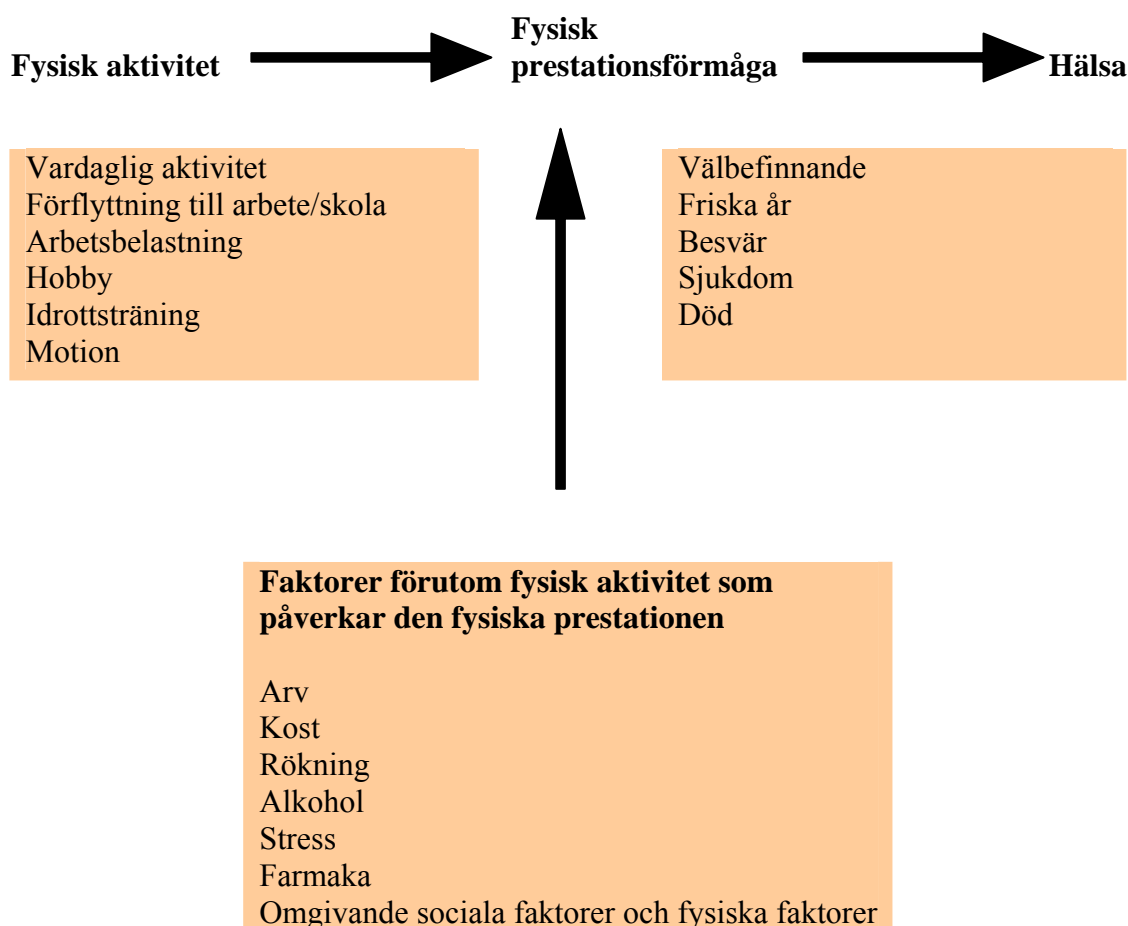 Fysisk aktivitet
Fysisk
prestationsförmåga
Hälsa
Vardaglig aktivitet
Förflyttning till arbete/skola
Arbetsbelastning
Hobby
Idrottsträning
Motion
Välbefinnande
Friska år
Besvär
Sjukdom
Död
Faktorer förutom fysisk aktivitet som
påverkar den fysiska prestationen
Arv
Kost
Rökning
Alkohol
Stress
Farmaka
Omgivande sociala faktorer och fysiska faktorer